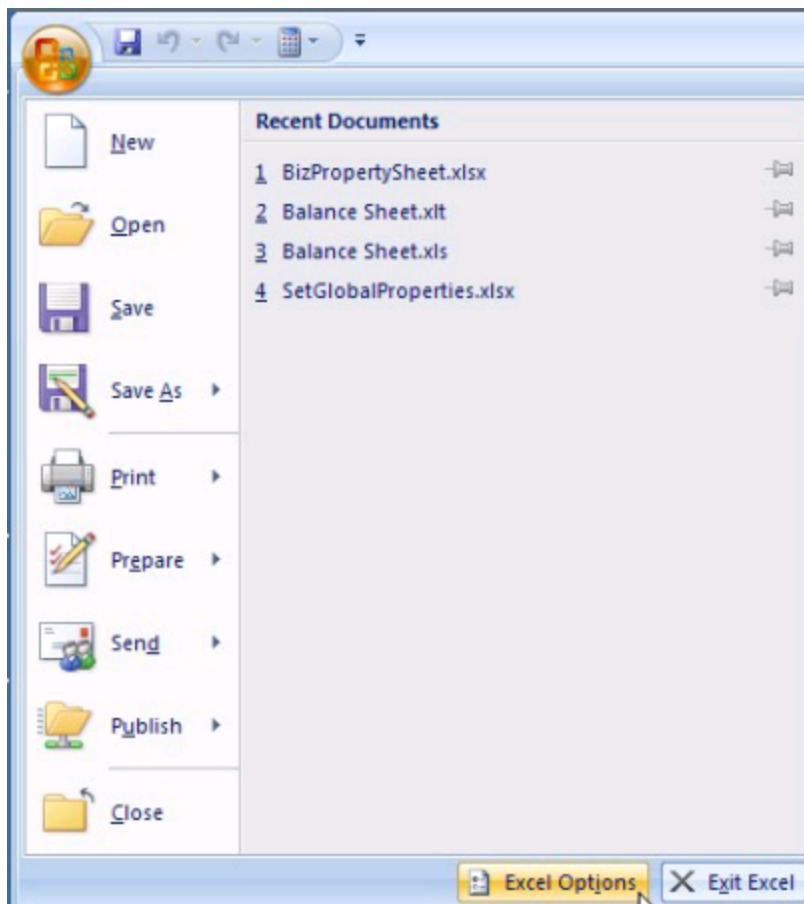 New
Open
Save
Save As
Print
Prepare
Send
Publish
Close
Recent Documents
1 BizPropertySheet.xlsx
2 Balance Sheet.xlt
3 Balance Sheet.xls
4 SetGlobalProperties.xlsx
Excel Options
Exit Excel